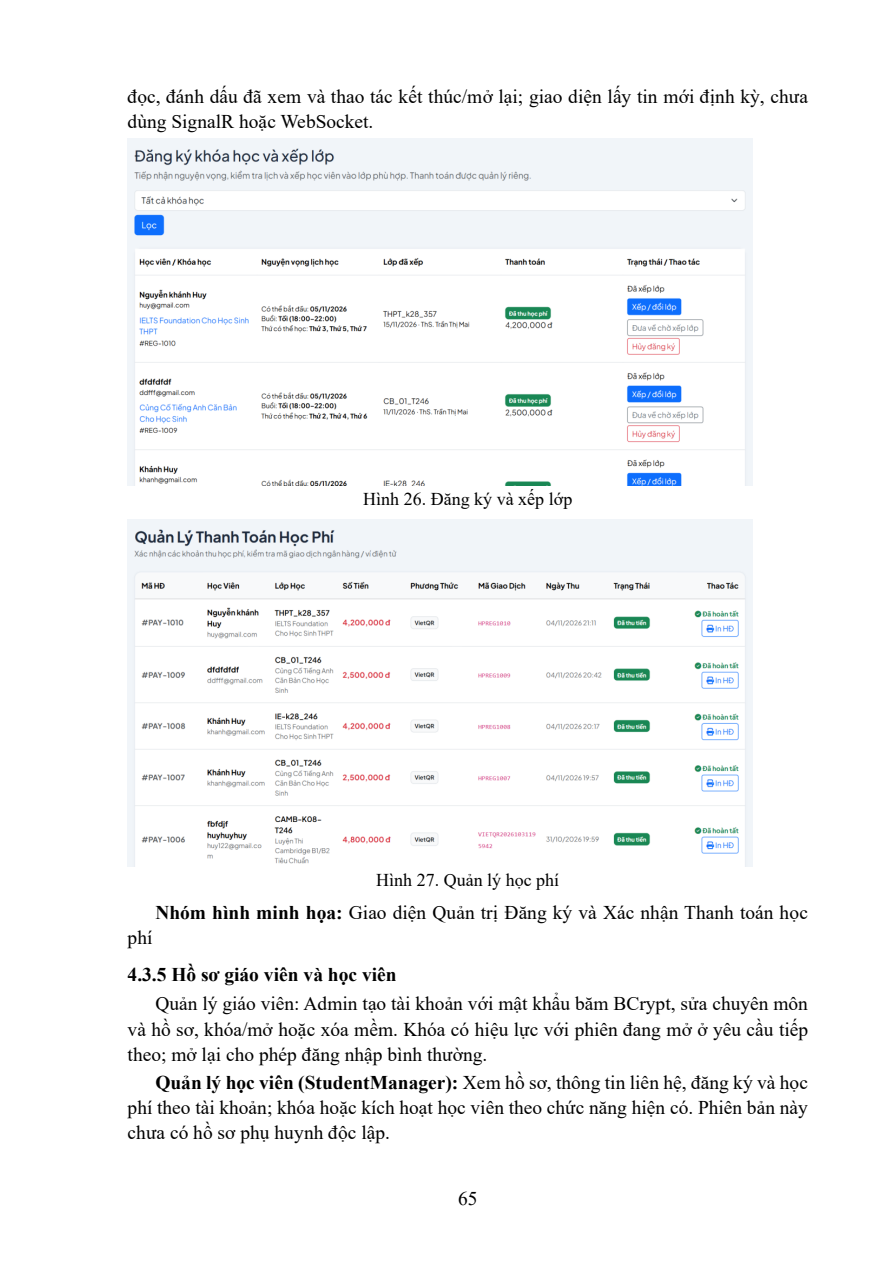 đọc, đánh dấu đã xem và thao tác kết thúc/mở lại; giao diện lấy tin mới định kỳ, chưa
dùng SignalR hoặc WebSocket.
Đăng ký khóa học và xếp lớp
Tiếp nhận nguyện vọng, kiểm tra lịch và xếp học viên vào lớp phù hợp. Thanh toán được quản lý riêng.
Tất cả khóa học
Lọc
Học viên / Khóa học Nguyện vọng lịch học Lớp đã xếp Thanh toán Trạng thái / Thao tác
Nguyễn khánh Huy
huy@gmail.com
IELTS Foundation Cho Học Sinh
THPT
#REG-1010
Có thể bắt đầu: 05/11/2026
Buổi: Tối (18:00-22:00)
Thứ có thể học: Thứ 3, Thứ 5, Thứ 7
THPT_k28_357
15/11/2026 · ThS. Trần Thị Mai
Đã thu học phí
4,200,000 đ
Đã xếp lớp
Xếp / đổi lớp
Đưa về chờ xếp lớp
Hủy đăng ký
dfdfdfdf
ddfff@gmail.com
Củng Cố Tiếng Anh Căn Bản
Cho Học Sinh
#REG-1009
Có thể bắt đầu: 05/11/2026
Buổi: Tối (18:00-22:00)
Thứ có thể học: Thứ 2, Thứ 4, Thứ 6
CB_01_T246
11/11/2026 · ThS. Trần Thị Mai
Đã thu học phí
2,500,000 đ
Đã xếp lớp
Xếp / đổi lớp
Đưa về chờ xếp lớp
Hủy đăng ký
Khánh Huy
khanh@gmail.com
Có thể bắt đầu: 05/11/2026
IE-k28_246
Đã xếp lớp
Xếp / đổi lớp
Hình 26. Đăng ký và xếp lớp
Quản Lý Thanh Toán Học Phí
Xác nhận các khoản thu học phí, kiểm tra mã giao dịch ngân hàng / ví điện tử
Mã HĐ Học Viên Lớp Học Số Tiền Phương Thức Mã Giao Dịch Ngày Thu Trạng Thái Thao Tác
#PAY-1010
Nguyễn khánh
Huy
huy@gmail.com
THPT_k28_357
IELTS Foundation
Cho Học Sinh THPT
4,200,000 đ
VietQR
HPREG1010
04/11/2026 21:11
Đã thu tiền
Đã hoàn tất
In HĐ
#PAY-1009
dfdfdfdf
ddfff@gmail.com
CB_01_T246
Củng Cố Tiếng Anh
Căn Bản Cho Học
Sinh
2,500,000 đ
VietQR
HPREG1009
04/11/2026 20:42
Đã thu tiền
Đã hoàn tất
In HĐ
#PAY-1008
Khánh Huy
khanh@gmail.com
IE-k28_246
IELTS Foundation
Cho Học Sinh THPT
4,200,000 đ
VietQR
HPREG1008
04/11/2026 20:17
Đã thu tiền
Đã hoàn tất
In HĐ
#PAY-1007
Khánh Huy
khanh@gmail.com
CB_01_T246
Củng Cố Tiếng Anh
Căn Bản Cho Học
Sinh
2,500,000 đ
VietQR
HPREG1007
04/11/2026 19:57
Đã thu tiền
Đã hoàn tất
In HĐ
#PAY-1006
fbfdjf
huyhuyhuy
huy122@gmail.co
m
CAMB-K08-
T246
Luyện Thi
Cambridge B1/B2
Tiêu Chuẩn
4,800,000 đ
VietQR
VIETQR2026103119
5942
31/10/2026 19:59
Đã thu tiền
Đã hoàn tất
In HĐ
Hình 27. Quản lý học phí
Nhóm hình minh họa: Giao diện Quản trị Đăng ký và Xác nhận Thanh toán học
phí
4.3.5 Hồ sơ giáo viên và học viên
Quản lý giáo viên: Admin tạo tài khoản với mật khẩu băm BCrypt, sửa chuyên môn
và hồ sơ, khóa/mở hoặc xóa mềm. Khóa có hiệu lực với phiên đang mở ở yêu cầu tiếp
theo; mở lại cho phép đăng nhập bình thường.
Quản lý học viên (StudentManager): Xem hồ sơ, thông tin liên hệ, đăng ký và học
phí theo tài khoản; khóa hoặc kích hoạt học viên theo chức năng hiện có. Phiên bản này
chưa có hồ sơ phụ huynh độc lập.
65